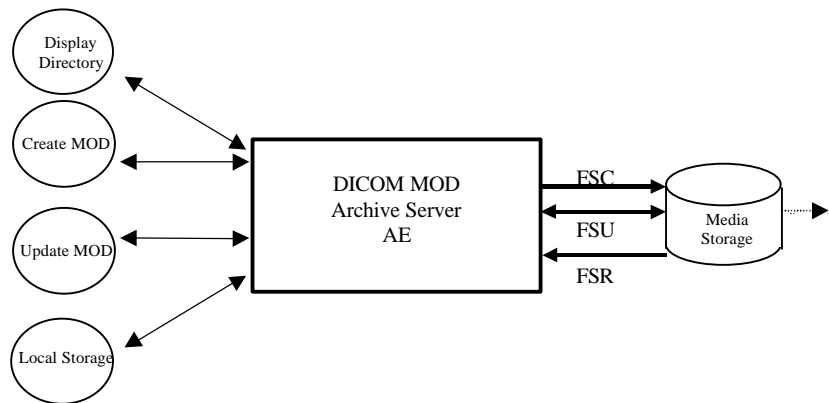 Display
Directory
Create MOD
Update MOD
Local Storage
DICOM MOD
Archive Server
AE
FSC
FSU
FSR
Media
Storage